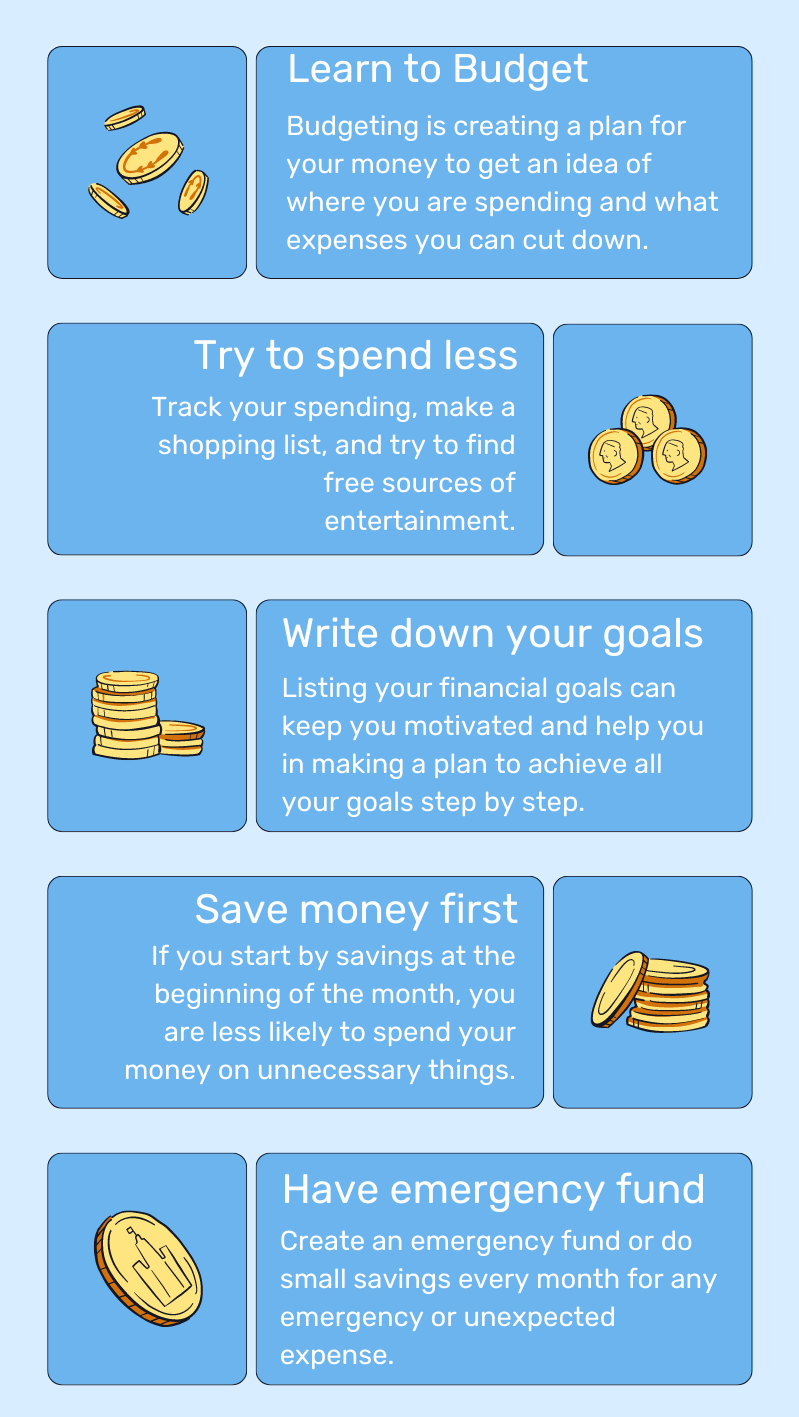 Learn to Budget
Budgeting is creating a plan for
your money to get an idea of
where you are spending and what
expenses you can cut down.
Try to spend less
Track your spending, make a
shopping list, and try to find
free sources of
entertainment.
Write down your goals
Listing your financial goals can
keep you motivated and help you
in making a plan to achieve all
your goals step by step.
Save money first
If you start by savings at the
beginning of the month, you
are less likely to spend your
money on unnecessary things.
Have emergency fund
Create an emergency fund or do
small savings every month for any
emergency or unexpected
expense.